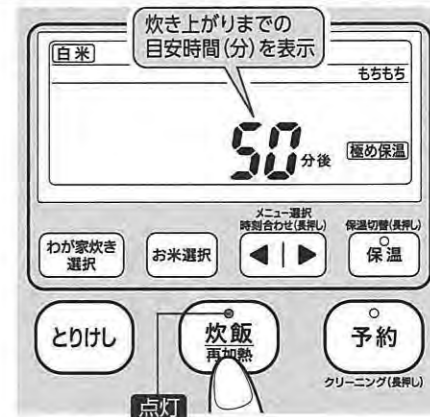 炊き上がりまでの
目安時間(分)を表示
白米
もちもち
50分後
極め保温
メニュー選択
時刻合わせ(長押し)
保温切替(長押し)
わが家炊き
選択
お米選択
◀ | ▶
保温
とりけし
炊飯
再加熱
予約
点灯
クリーニング(長押し)